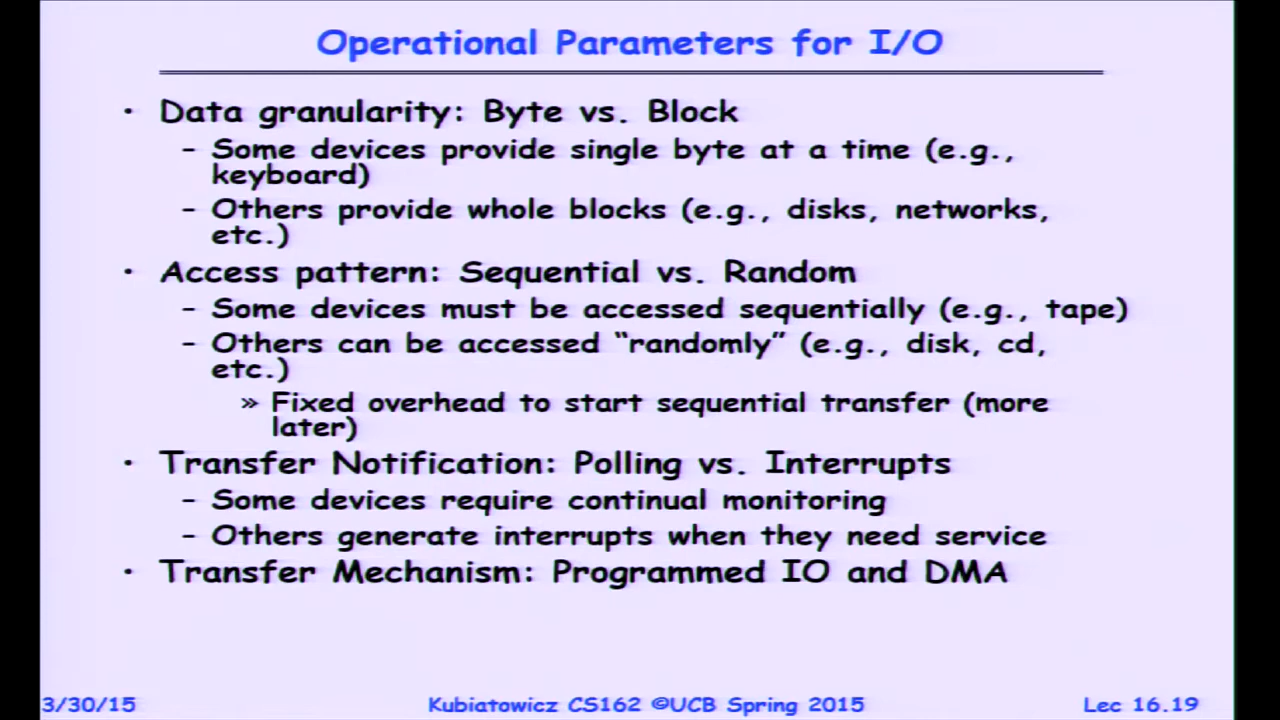 Operational Parameters for I/O
• Data granularity: Byte vs. Block
– Some devices provide single byte at a time (e.g.,
keyboard)
– Others provide whole blocks (e.g., disks, networks,
etc.)
• Access pattern: Sequential vs. Random
– Some devices must be accessed sequentially (e.g., tape)
– Others can be accessed “randomly” (e.g., disk, cd,
etc.)
» Fixed overhead to start sequential transfer (more
later)
• Transfer Notification: Polling vs. Interrupts
– Some devices require continual monitoring
– Others generate interrupts when they need service
• Transfer Mechanism: Programmed IO and DMA
3/30/15
Kubiatowicz CS162 ©UCB Spring 2015
Lec 16.19